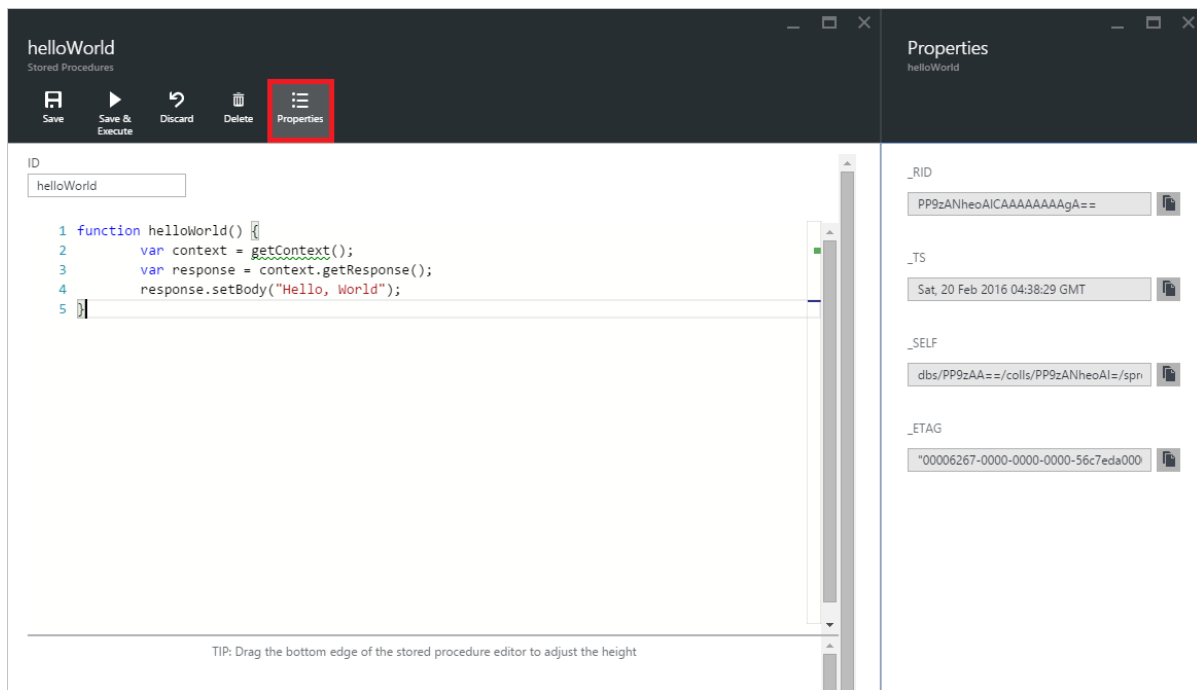 helloWorld
Stored Procedures
Save
Save & Execute
Discard
Delete
Properties
ID
helloWorld
1 function helloWorld() {
2 var context = getContext();
3 var response = context.getResponse();
4 response.setBody("Hello, World");
5 }
TIP: Drag the bottom edge of the stored procedure editor to adjust the height
Properties
helloWorld
_RID
PP9zANheoAICAAAAAAAAgA==
_TS
Sat, 20 Feb 2016 04:38:29 GMT
_SELF
dbs/PP9zAA==/colls/PP9zANheoAI=/spr
_ETAG
"00006267-0000-0000-0000-56c7eda000